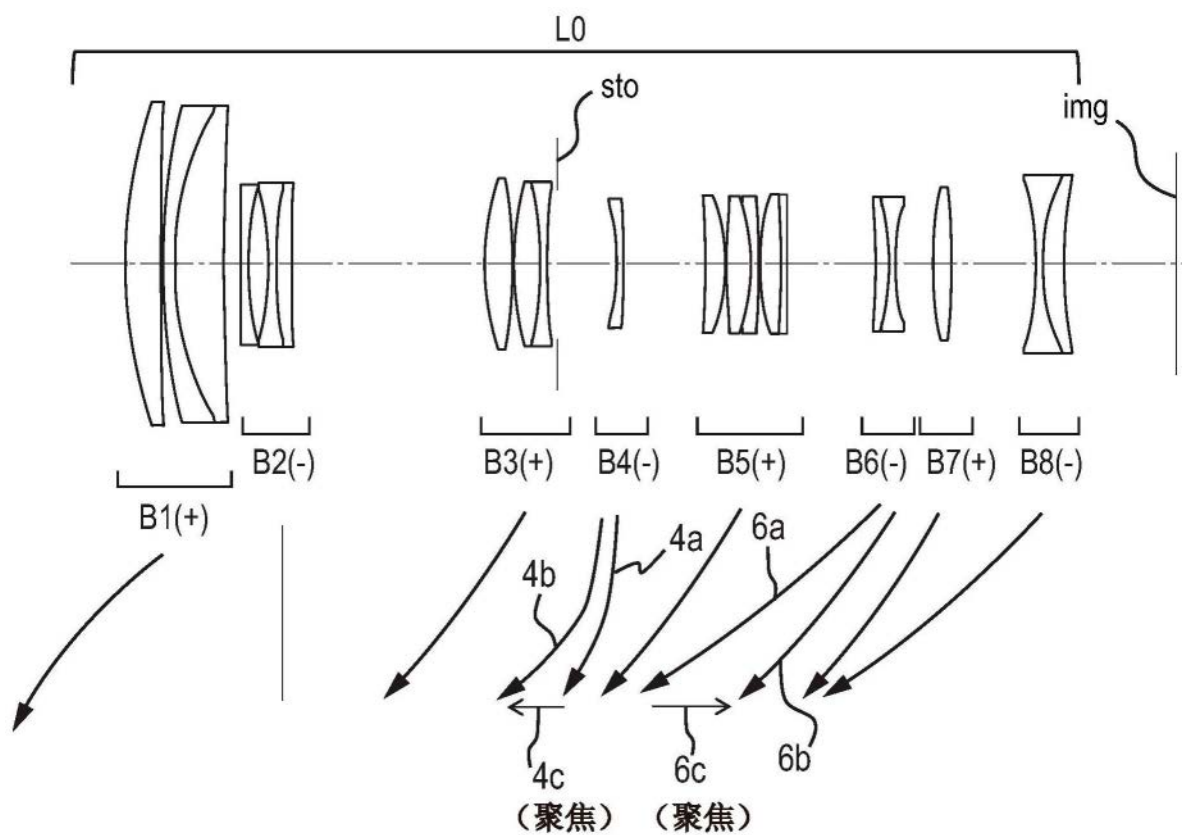 L0
sto
img
B2(-)
B3(+)
B4(-)
B5(+)
B6(-)
B7(+)
B8(-)
B1(+)
4a
6a
4b
4c
6c
6b
（聚焦）
（聚焦）